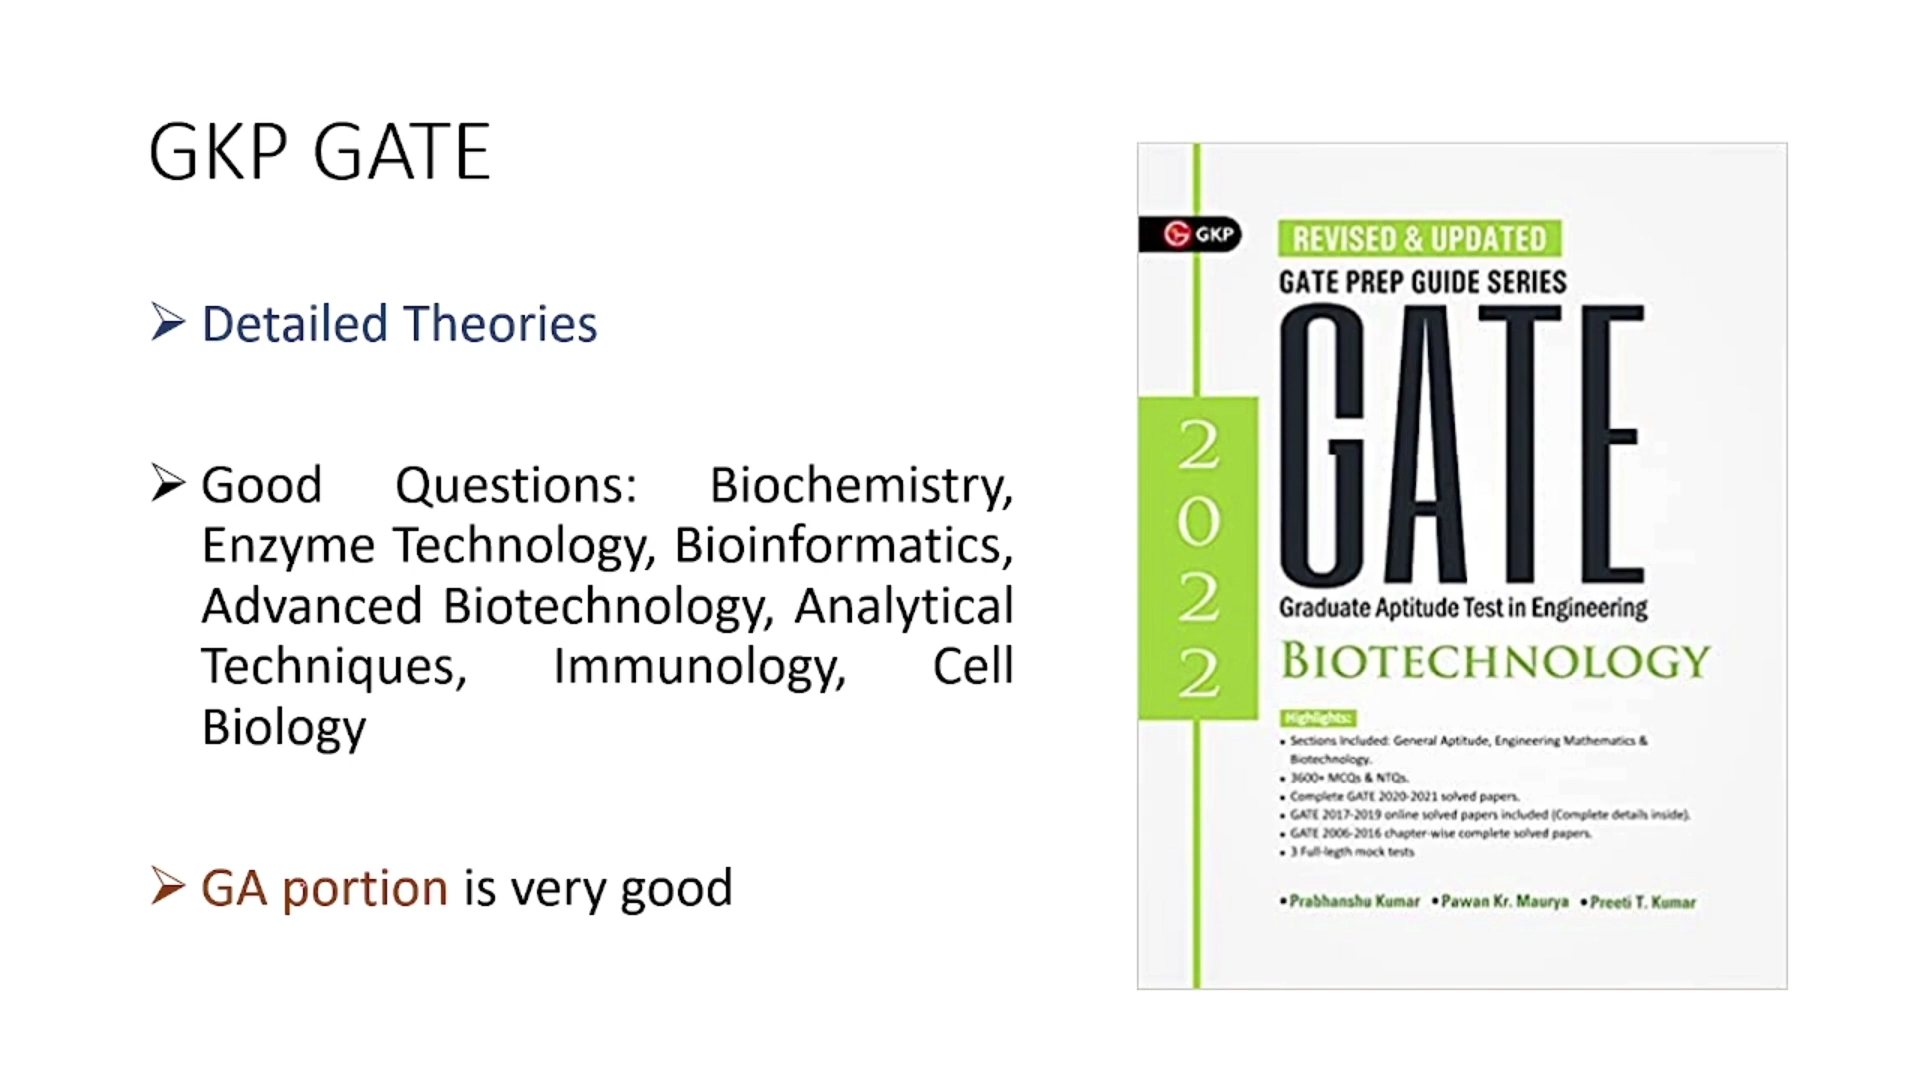 GKP GATE
Detailed Theories
Good Questions: Biochemistry,
Enzyme Technology, Bioinformatics,
Advanced Biotechnology, Analytical
Techniques, Immunology, Cell
Biology
GA portion is very good
GKP
REVISED & UPDATED
GATE PREP GUIDE SERIES
GATE
2
0
2
2
Graduate Aptitude Test in Engineering
BIOTECHNOLOGY
Highlights:
• Sections Included: General Aptitude, Engineering Mathematics &
Biotechnology.
• 3600+ MCQs & NTQs.
• Complete GATE 2020-2021 solved papers.
• GATE 2017-2019 online solved papers included (Complete details inside).
• GATE 2006-2016 chapter-wise complete solved papers.
• 3 Full-legth mock tests
• Prabhanshu Kumar • Pawan Kr. Maurya • Preeti T. Kumar